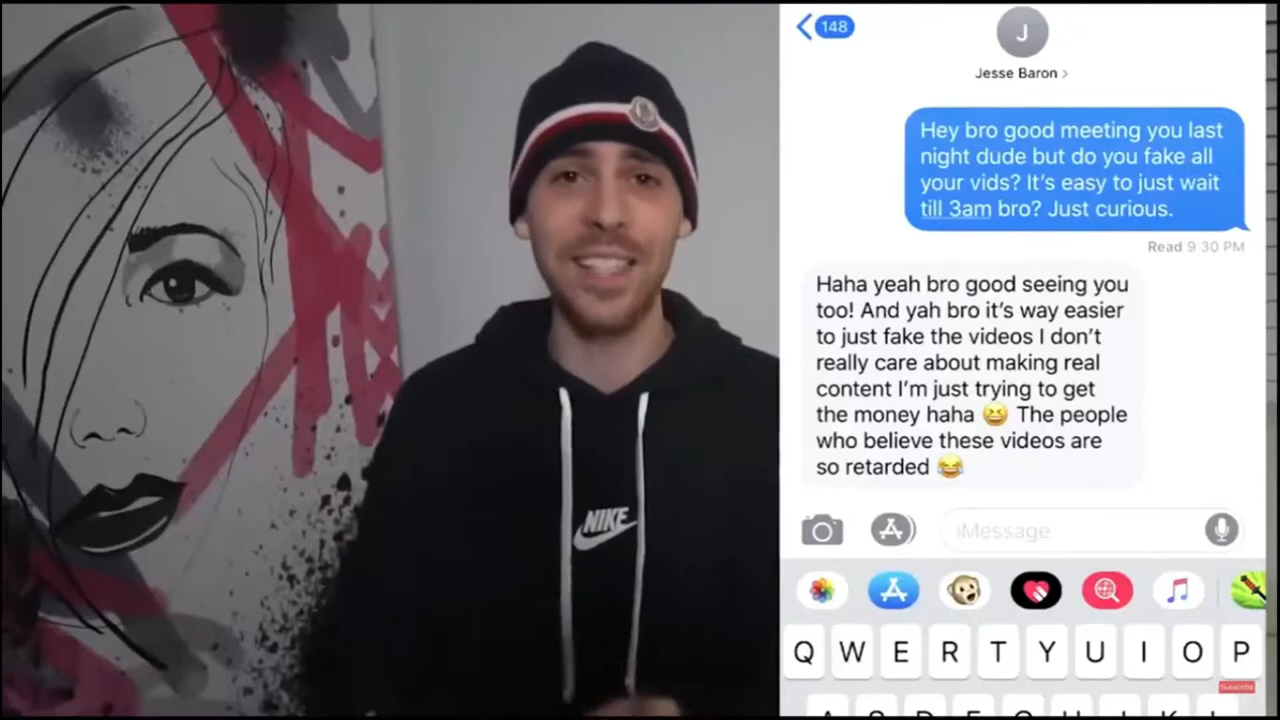 148
J
Jesse Baron >
Hey bro good meeting you last
night dude but do you fake all
your vids? It's easy to just wait
till 3am bro? Just curious.
Read 9:30 PM
Haha yeah bro good seeing you
too! And yah bro it's way easier
to just fake the videos I don't
really care about making real
content I'm just trying to get
the money haha 😆 The people
who believe these videos are
so retarded 😂
iMessage
NIKE
Q W E R T Y U I O P
SUBSCRIBE